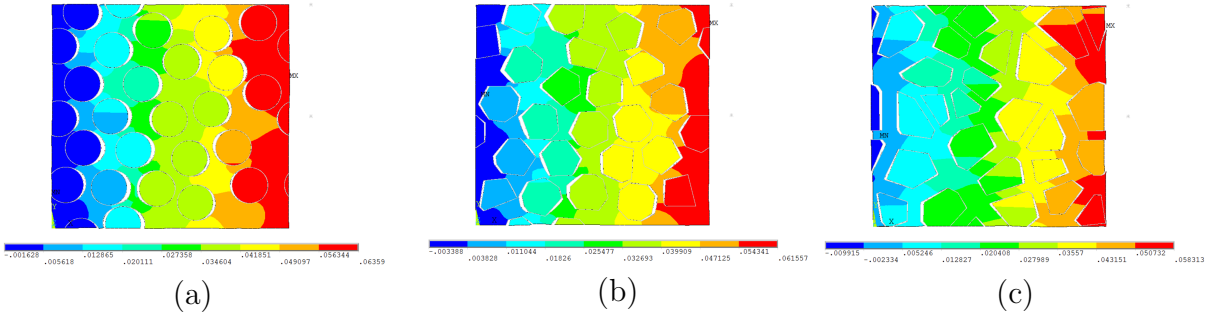 MX
MN
Y
-.001628 .012865 .027358 .041851 .056344
.005618 .020111 .034604 .049097 .06359
(a)
MX
MN
-.003388 .011044 .025477 .039909 .054341
.003828 .01826 .032693 .047125 .061557
(b)
MX
MN
X
-.009915 .005246 .020408 .03557 .050732
-.002334 .012827 .027989 .043151 .058313
(c)